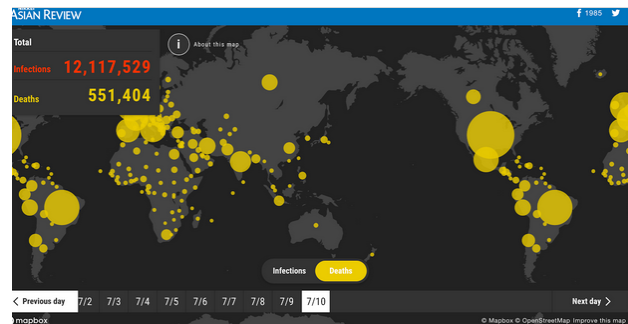 ASIAN REVIEW
1985
Total
Infections 12,117,529
Deaths 551,404
i About this map
Infections Deaths
Previous day 7/2 7/3 7/4 7/5 7/6 7/7 7/8 7/9 7/10 Next day
mapbox
© Mapbox © OpenStreetMap Improve this map